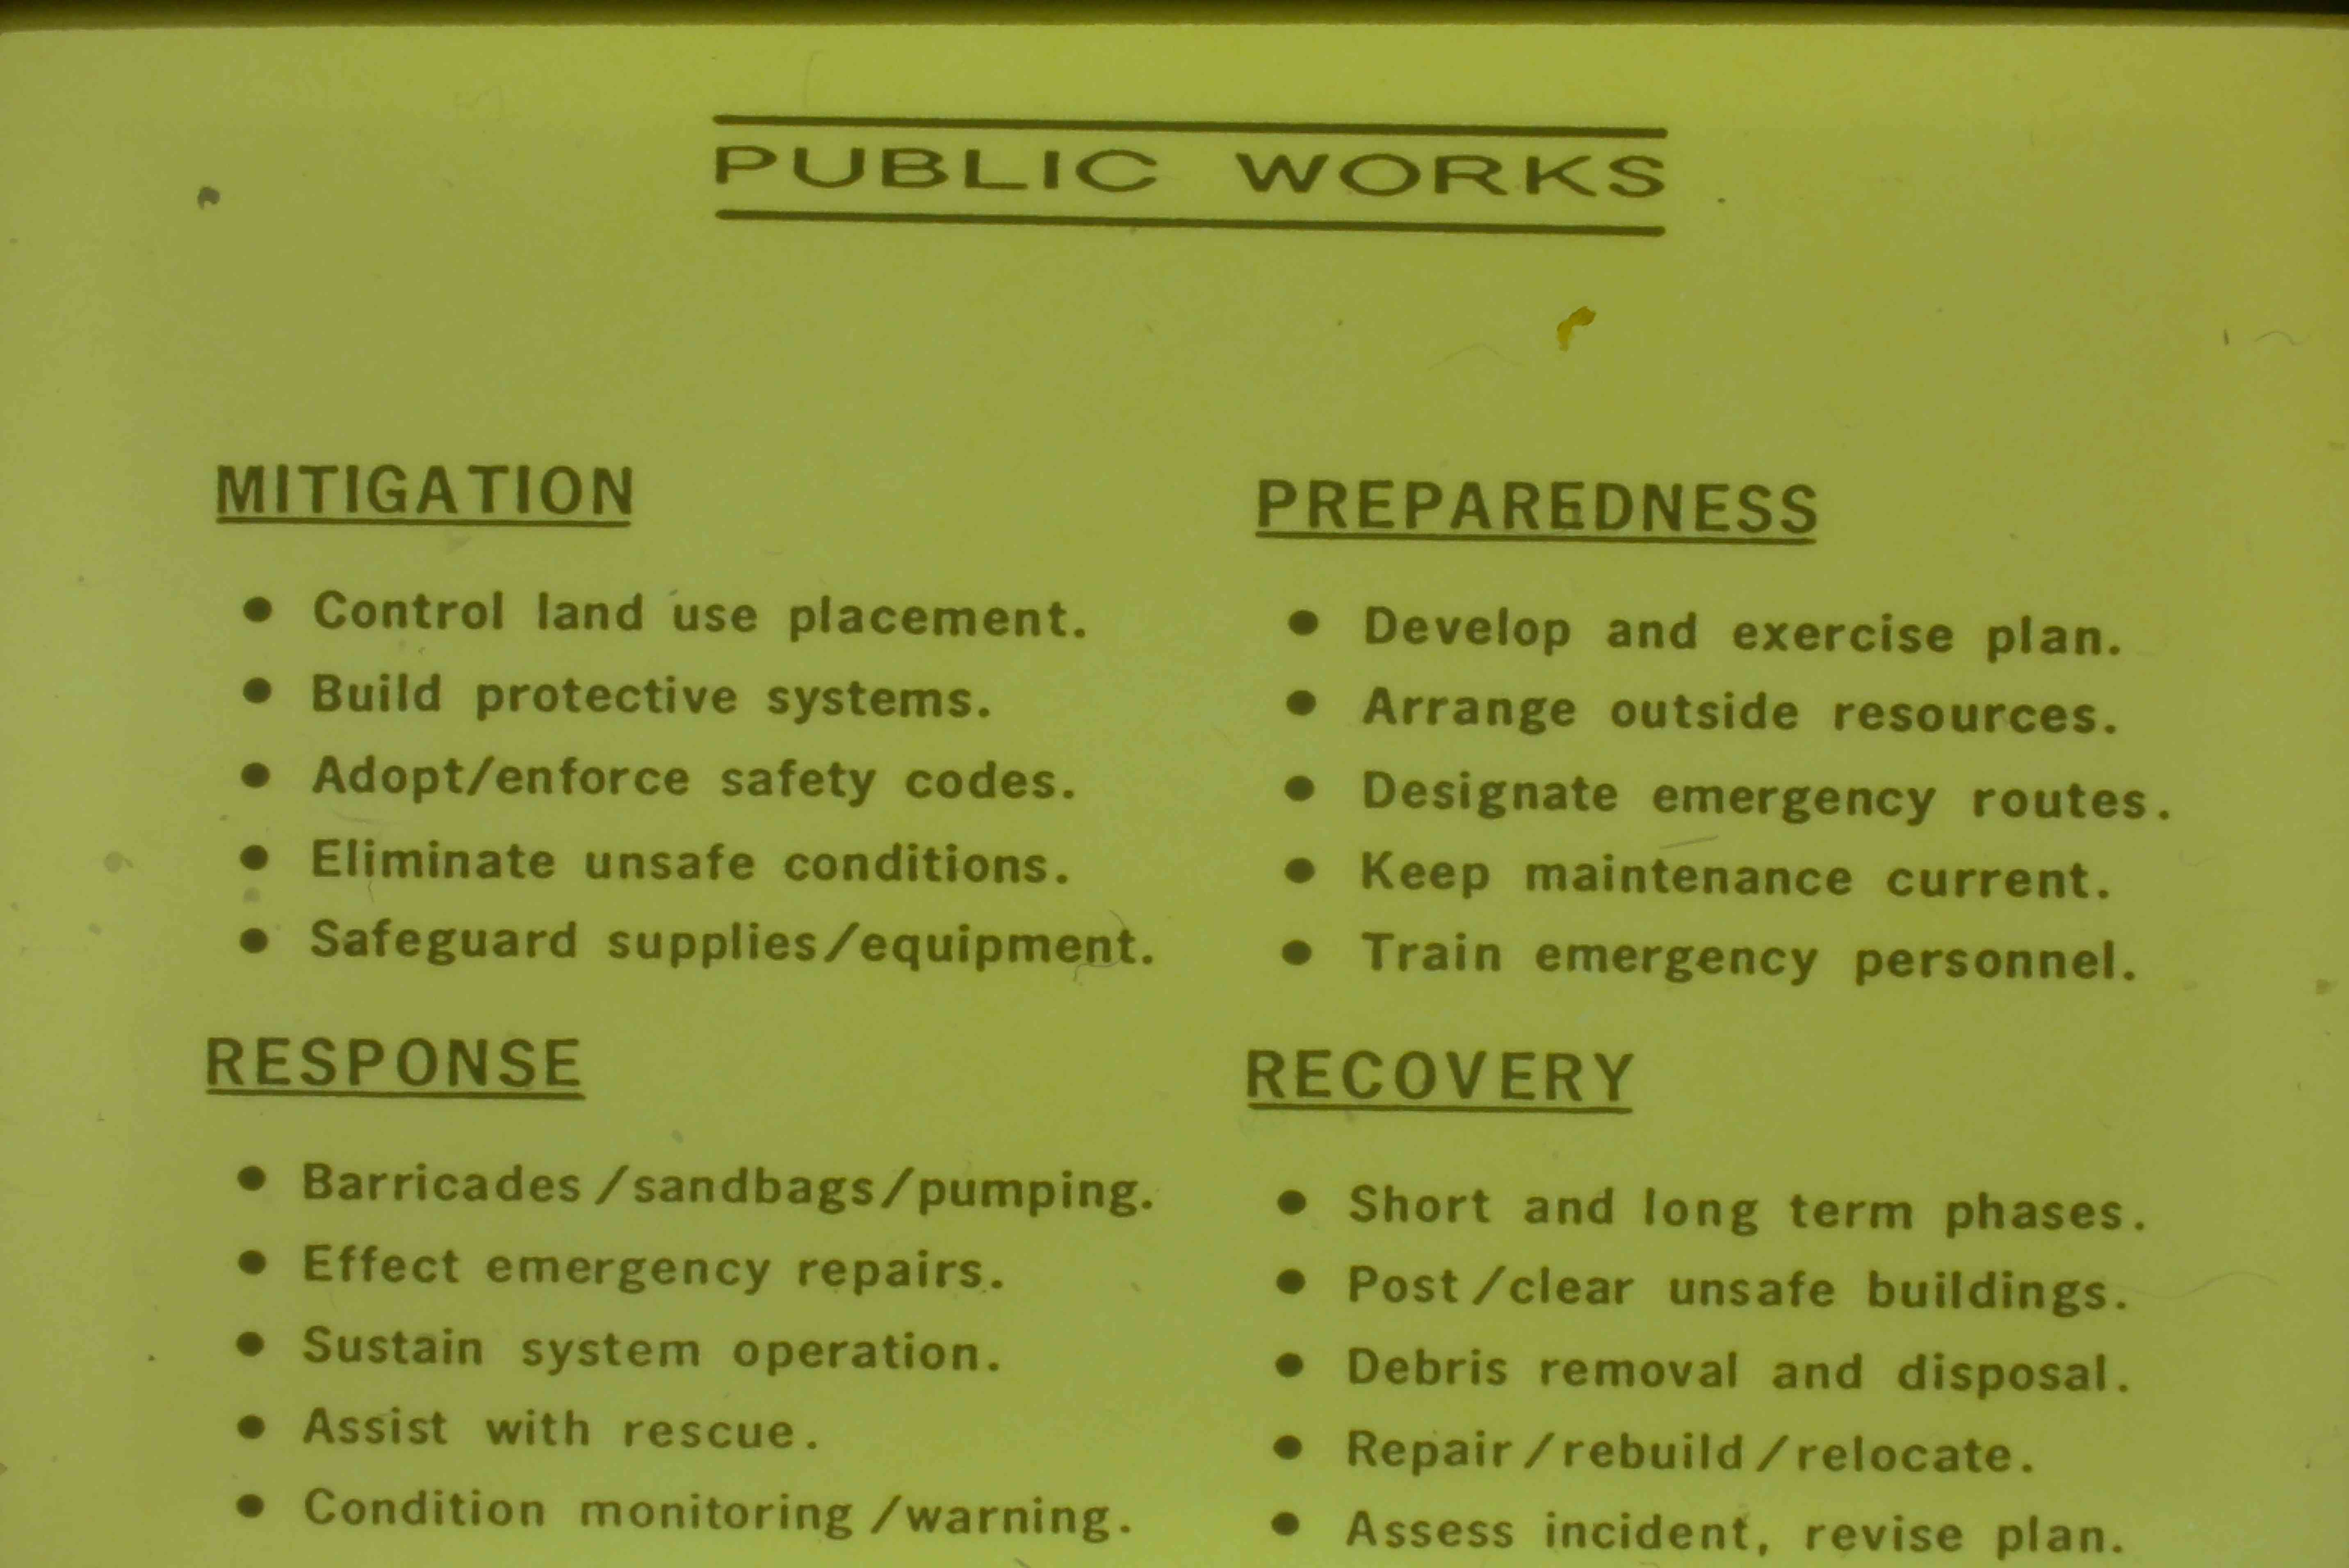 PUBLIC WORKS
MITIGATION
• Control land use placement.
• Build protective systems.
• Adopt/enforce safety codes.
• Eliminate unsafe conditions.
• Safeguard supplies/equipment.
PREPAREDNESS
• Develop and exercise plan.
• Arrange outside resources.
• Designate emergency routes.
• Keep maintenance current.
• Train emergency personnel.
RESPONSE
• Barricades/sandbags/pumping.
• Effect emergency repairs.
• Sustain system operation.
• Assist with rescue.
• Condition monitoring/warning.
RECOVERY
• Short and long term phases.
• Post/clear unsafe buildings.
• Debris removal and disposal.
• Repair/rebuild/relocate.
• Assess incident, revise plan.